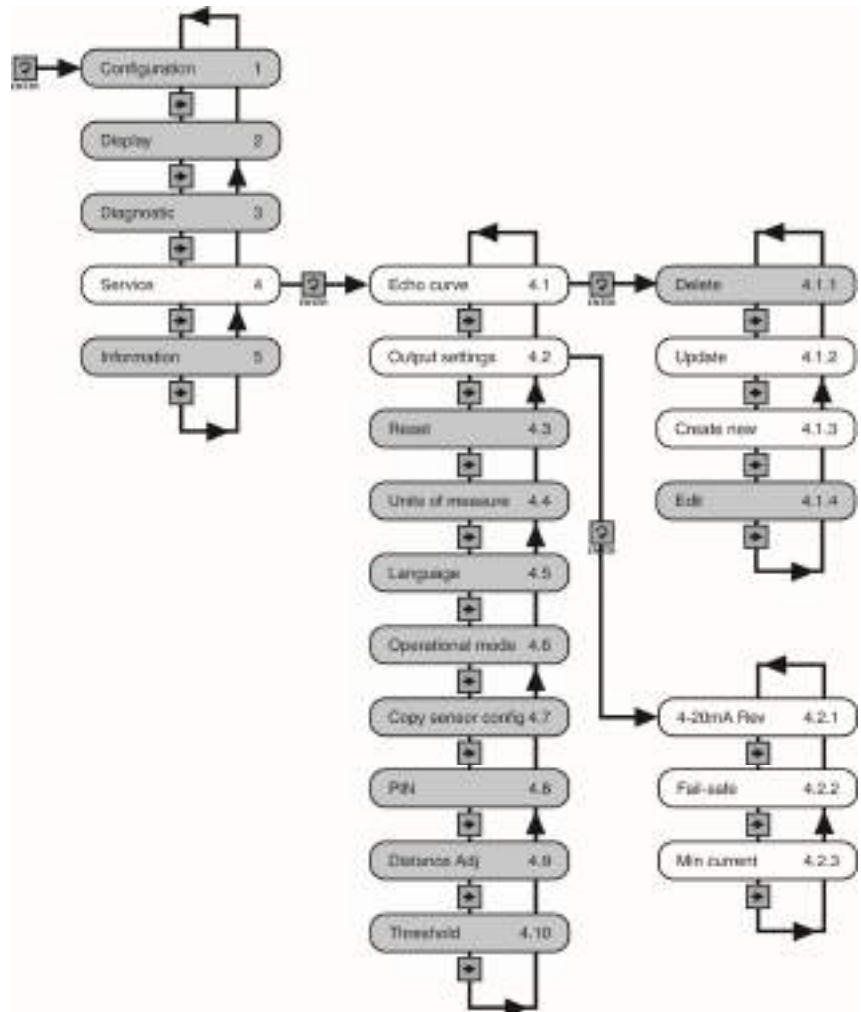 Configuration 1
ENTER
Display 2
Diagnostic 3
Service 4
ENTER
Information 5
Echo curve 4.1
ENTER
Output settings 4.2
Reset 4.3
Units of measure 4.4
ENTER
Language 4.5
Operational mode 4.6
Copy sensor config 4.7
PIN 4.8
Distance Adj 4.9
Threshold 4.10
Delete 4.1.1
Update 4.1.2
Create new 4.1.3
Edit 4.1.4
4-20mA Rev 4.2.1
Fail-safe 4.2.2
Min current 4.2.3